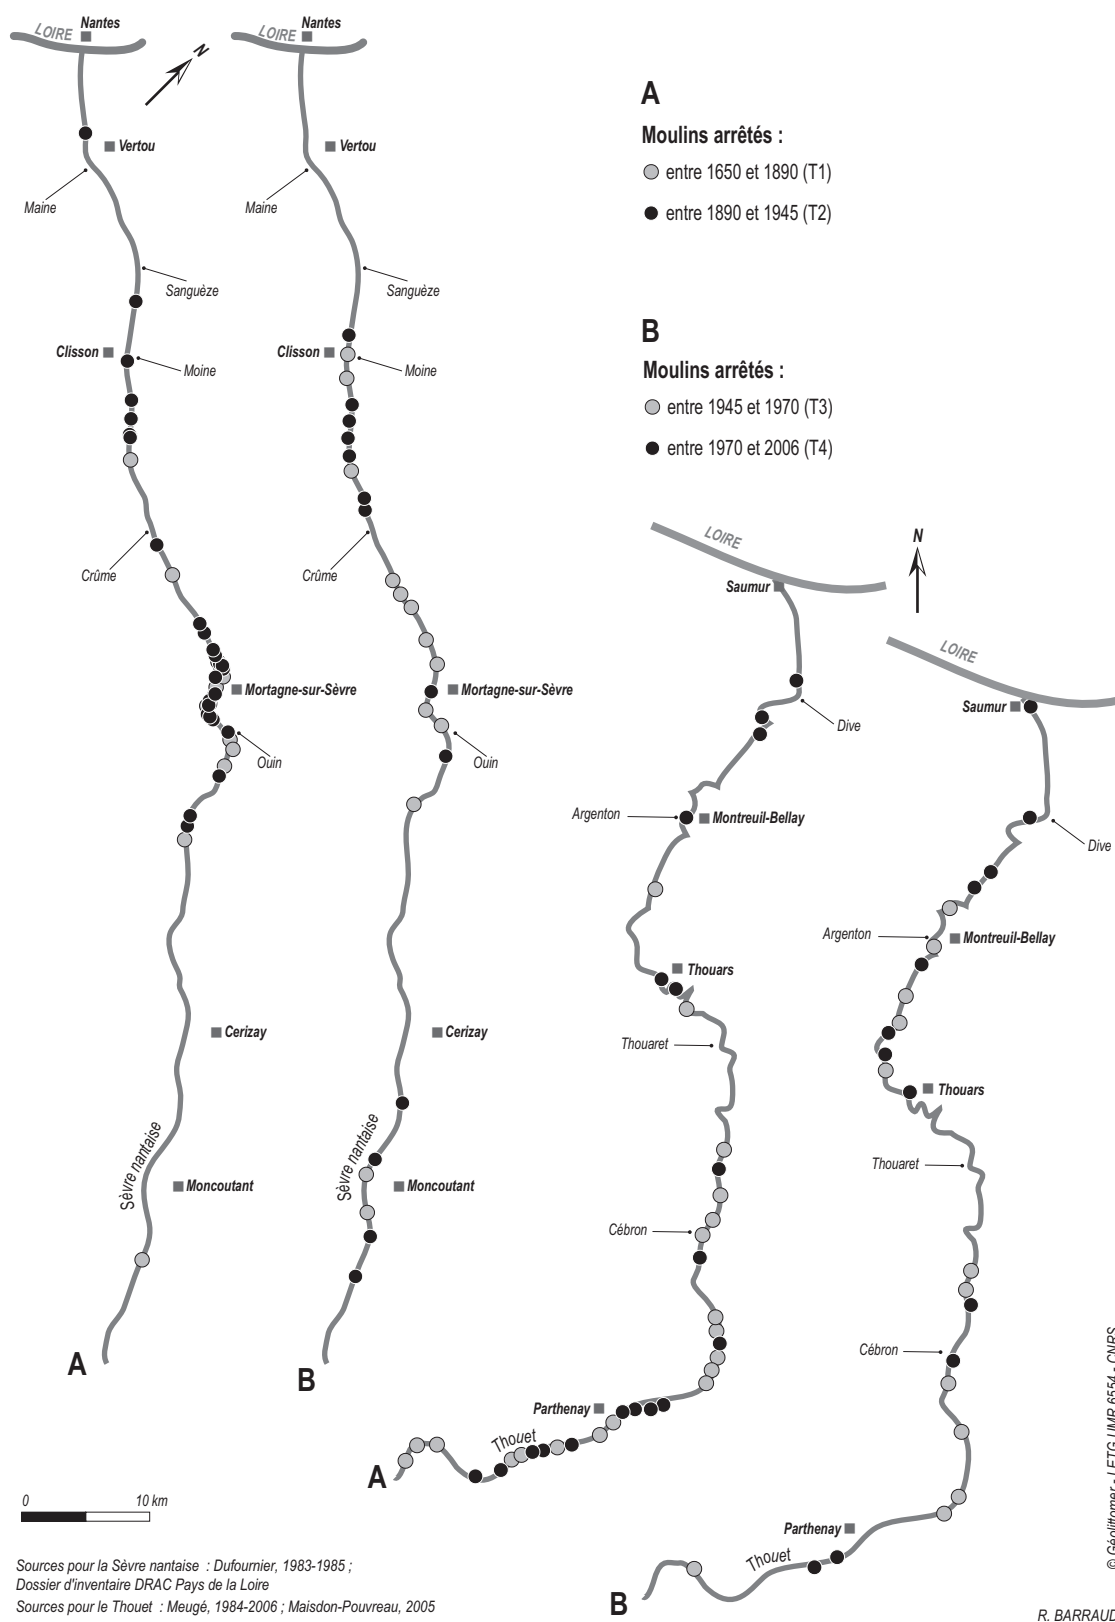 Nantes
LOIRE
N
Vertou
Maine
Sanguèze
Clisson
Moine
Crûme
Mortagne-sur-Sèvre
Ouin
Cerizay
Sèvre nantaise
Moncoutant
A
Nantes
LOIRE
Vertou
Maine
Sanguèze
Clisson
Moine
Crûme
Mortagne-sur-Sèvre
Ouin
Cerizay
Sèvre nantaise
Moncoutant
B
A
Moulins arrêtés :
entre 1650 et 1890 (T1)
entre 1890 et 1945 (T2)
B
Moulins arrêtés :
entre 1945 et 1970 (T3)
entre 1970 et 2006 (T4)
LOIRE
N
Saumur
Dive
Argenton
Montreuil-Bellay
Thouars
Thouaret
Cébron
Parthenay
Thouet
A
LOIRE
Saumur
Dive
Argenton
Montreuil-Bellay
Thouars
Thouaret
Cébron
Parthenay
Thouet
B
0 10 km
Sources pour la Sèvre nantaise : Dufournier, 1983-1985 ;
Dossier d'inventaire DRAC Pays de la Loire
Sources pour le Thouet : Meugé, 1984-2006 ; Maisdon-Pouvreau, 2005
© Géolittomer - LETG UMR 6554 - CNRS
R. BARRAUD